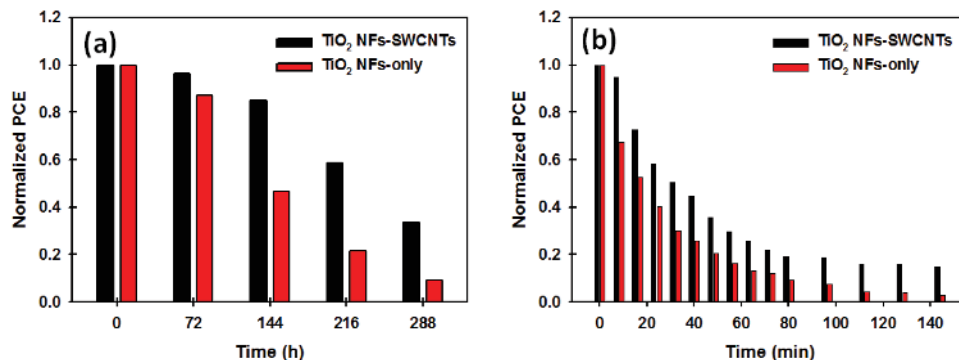 (a)
TiO₂ NFs-SWCNTs
TiO₂ NFs-only
Normalized PCE
1.2
1.0
0.8
0.6
0.4
0.2
0.0
0 72 144 216 288
Time (h)
(b)
TiO₂ NFs-SWCNTs
TiO₂ NFs-only
Normalized PCE
1.2
1.0
0.8
0.6
0.4
0.2
0.0
0 20 40 60 80 100 120 140
Time (min)